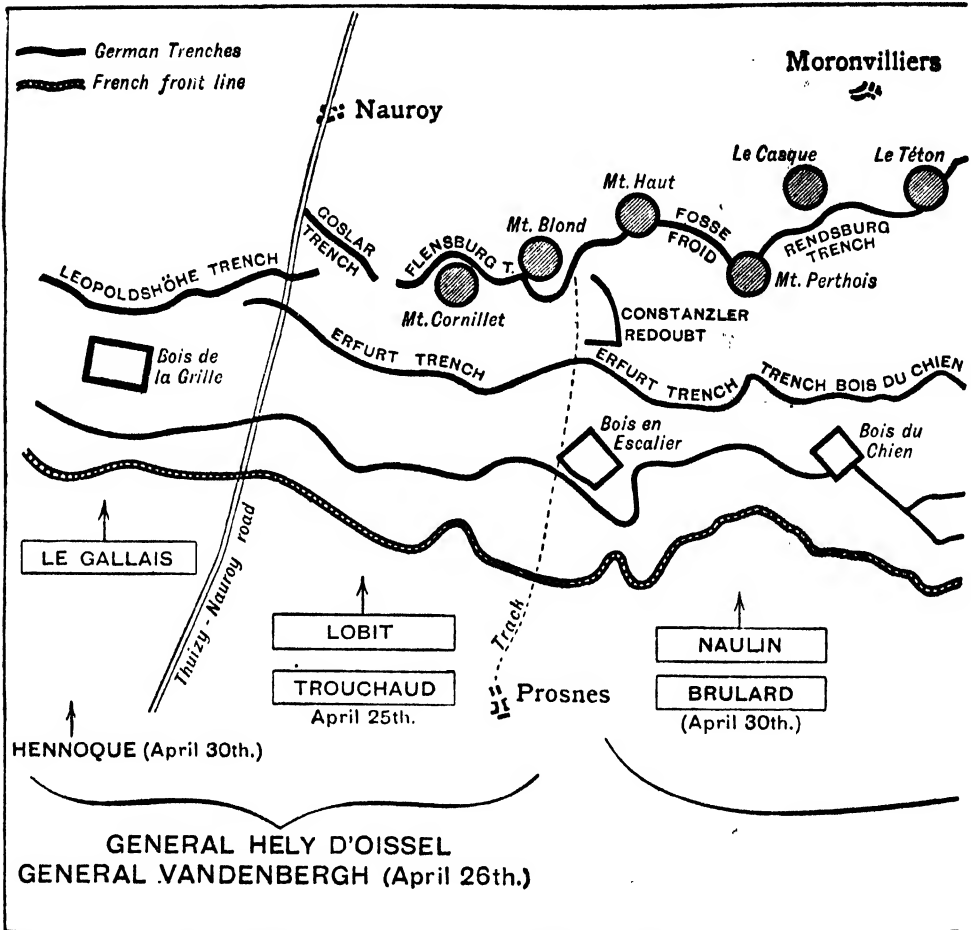 German Trenches
French front line
Moronvilliers
Nauroy
Le Casque
Le Téton
Mt. Haut
Mt. Blond
GOSLAR
TRENCH
FOSSE
FROID
RENDSBURG
TRENCH
FLENSBURG T.
LEOPOLDSHÖHE TRENCH
Mt. Perthois
Mt. Cornillet
CONSTANZLER
REDOUBT
Bois de
la Grille
ERFURT TRENCH
ERFURT TRENCH
TRENCH BOIS DU CHIEN
Bois en
Escalier
Bois du
Chien
LE GALLAIS
Thuizy-Nauroy road
LOBIT
Track
NAULIN
TROUCHAUD
April 25th.
Prosnes
BRULARD
(April 30th.)
HENNOQUE (April 30th.)
GENERAL HELY D'OISSEL
GENERAL VANDENBERGH (April 26th.)